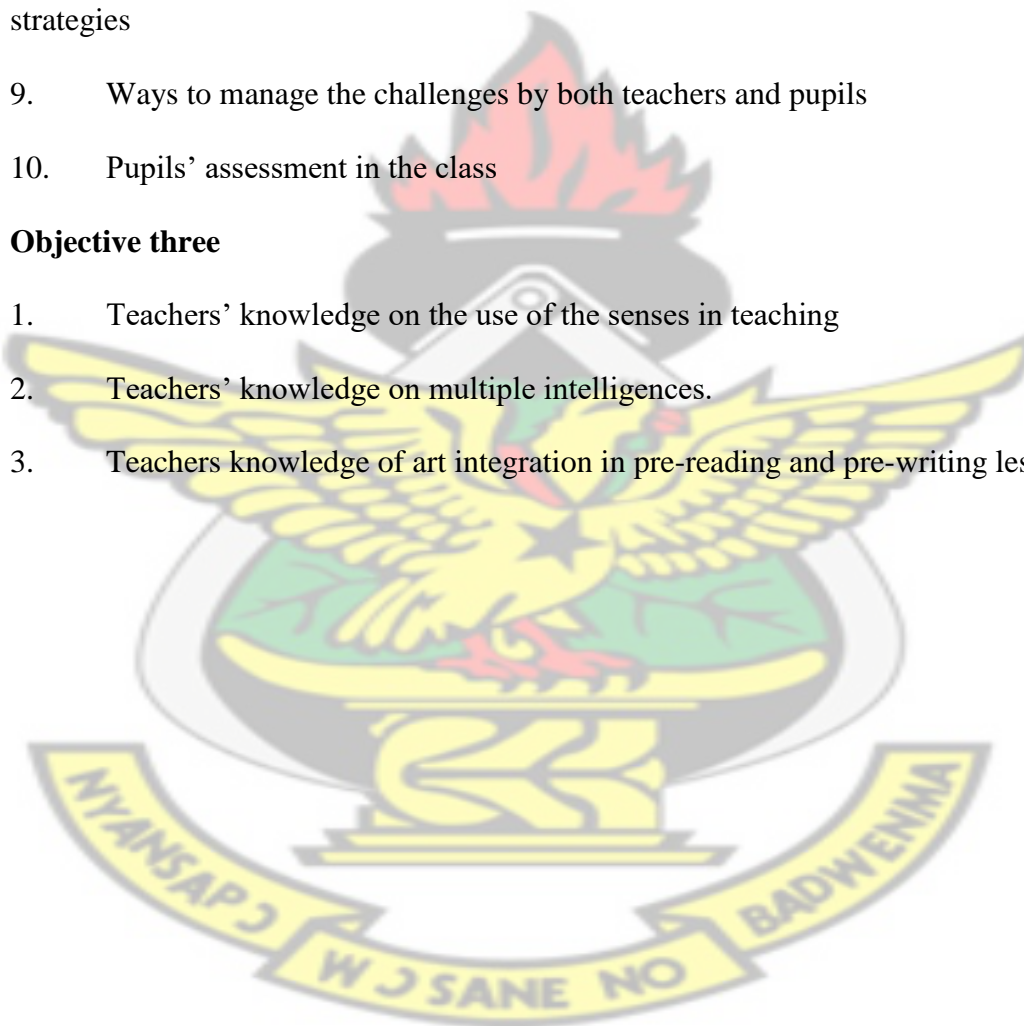 strategies
9. Ways to manage the challenges by both teachers and pupils
10. Pupils’ assessment in the class
Objective three
1. Teachers’ knowledge on the use of the senses in teaching
2. Teachers’ knowledge on multiple intelligences.
3. Teachers knowledge of art integration in pre-reading and pre-writing les
NYANSAPƆ
WƆSANE NO
BADWENMA